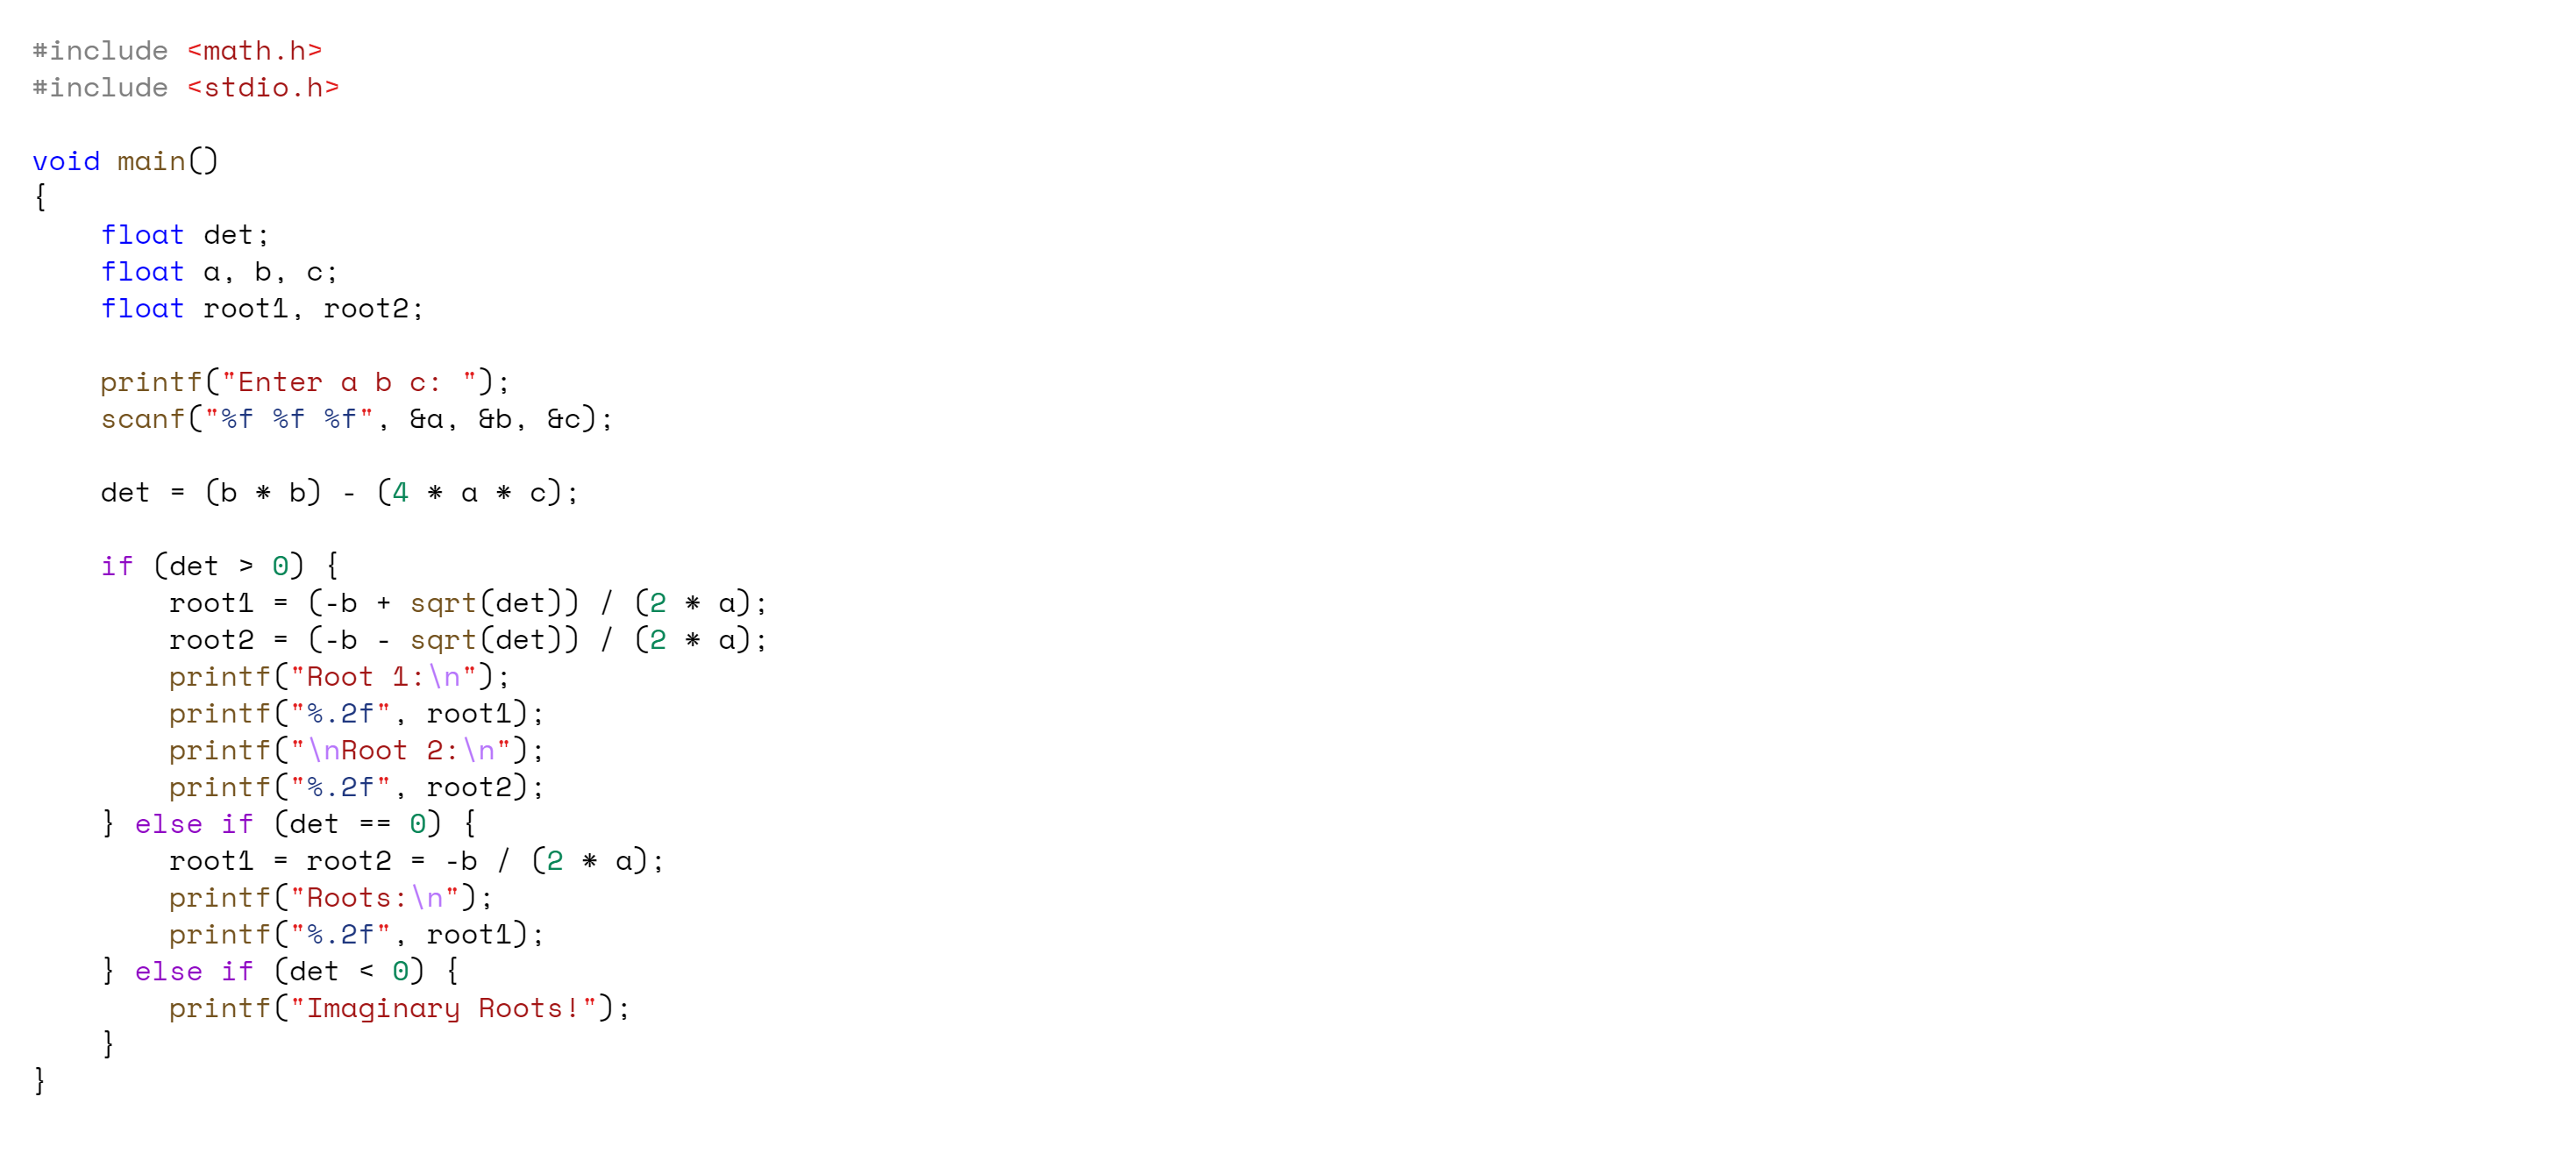 #include <math.h>
#include <stdio.h>

void main()
{
    float det;
    float a, b, c;
    float root1, root2;

    printf("Enter a b c: ");
    scanf("%f %f %f", &a, &b, &c);

    det = (b * b) - (4 * a * c);

    if (det > 0) {
        root1 = (-b + sqrt(det)) / (2 * a);
        root2 = (-b - sqrt(det)) / (2 * a);
        printf("Root 1:\n");
        printf("%.2f", root1);
        printf("\nRoot 2:\n");
        printf("%.2f", root2);
    } else if (det == 0) {
        root1 = root2 = -b / (2 * a);
        printf("Roots:\n");
        printf("%.2f", root1);
    } else if (det < 0) {
        printf("Imaginary Roots!");
    }
}